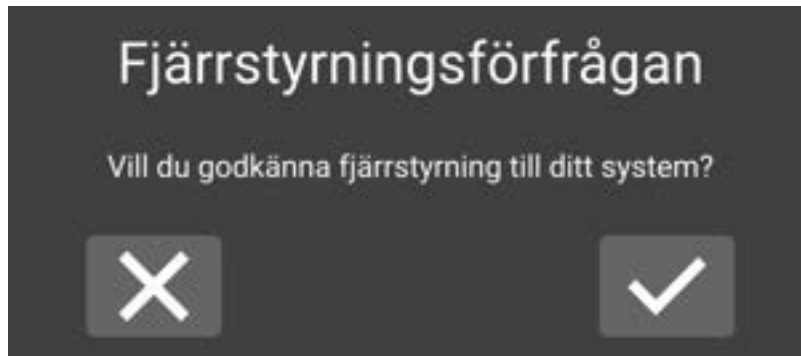 Fjärrstyrningsförfrågan
Vill du godkänna fjärrstyrning till ditt system?